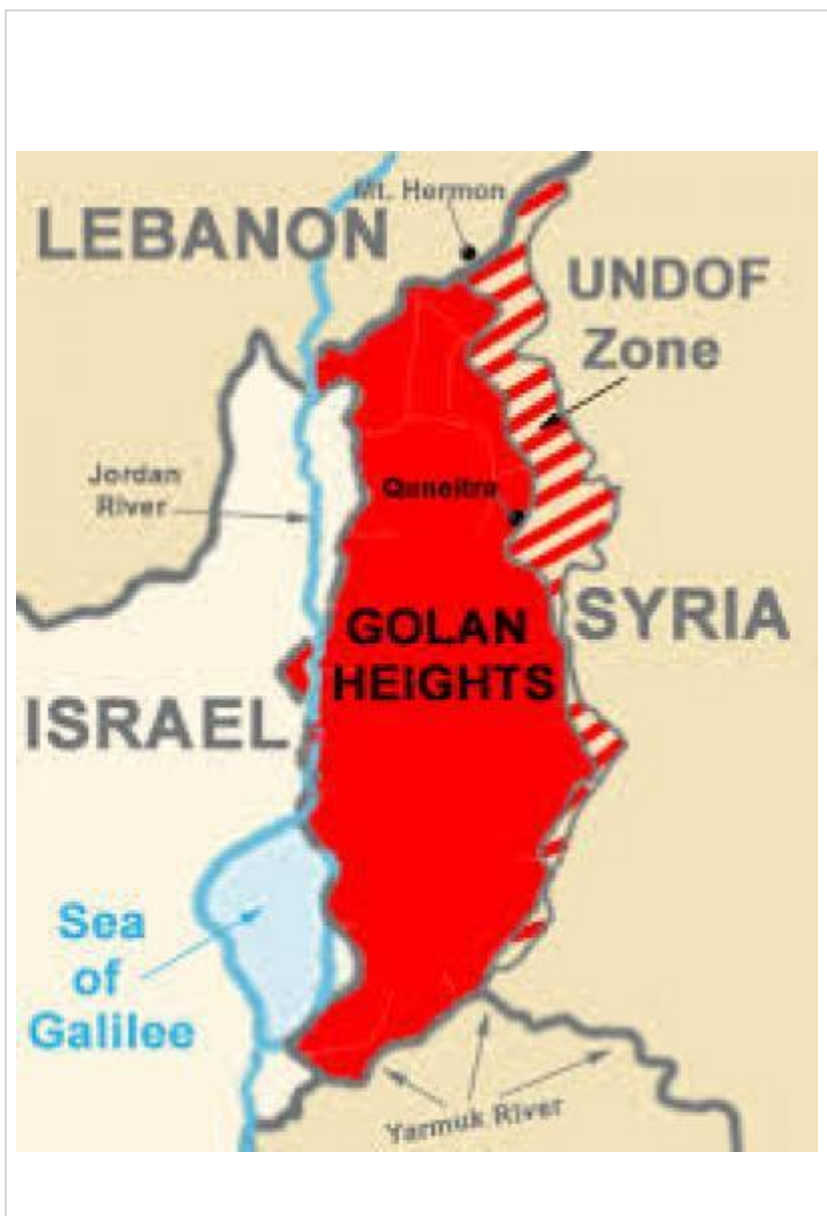 Mt. Hermon
LEBANON
UNDOF
Zone
Jordan
River
Quneitra
GOLAN
HEIGHTS
SYRIA
ISRAEL
Sea
of
Galilee
Yarmuk River